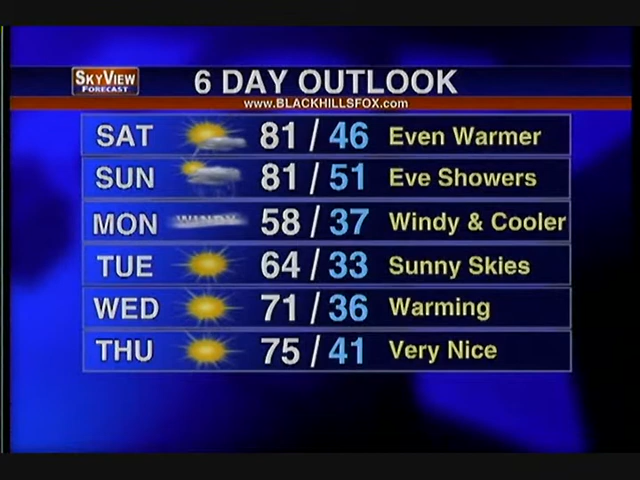 SKYVIEW
FORECAST
6 DAY OUTLOOK
www.BLACKHILLSFOX.com
SAT 81 / 46 Even Warmer
SUN 81 / 51 Eve Showers
MON WINDY 58 / 37 Windy & Cooler
TUE 64 / 33 Sunny Skies
WED 71 / 36 Warming
THU 75 / 41 Very Nice